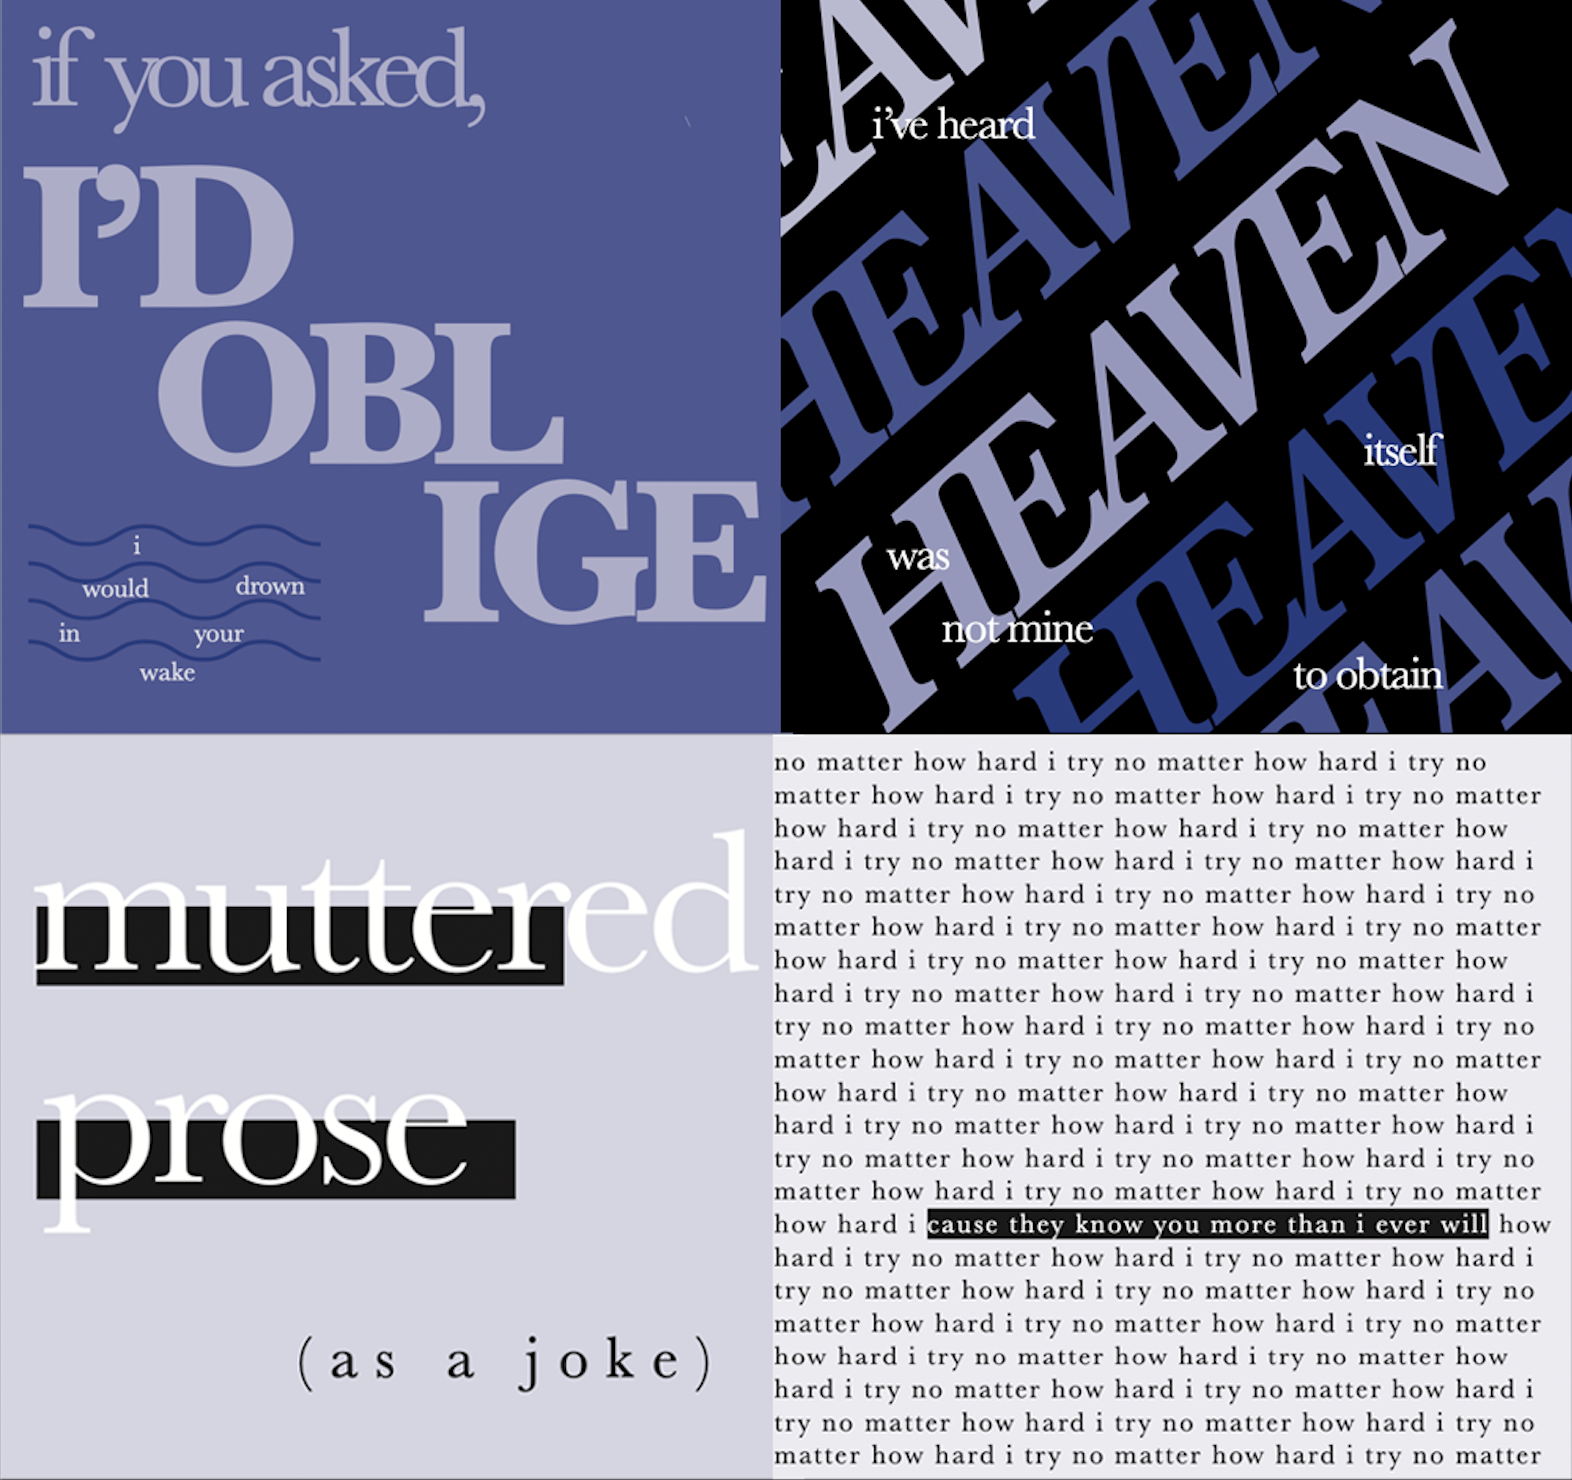 if you asked,
I'D
OBL
IGE
i
would drown
in your
wake
HEAVEN
i've heard
HEAVEN
HEAVEN
itself
was
HEAVEN
not mine
to obtain
HEAV
muttered
prose
(as a joke)
no matter how hard i try no matter how hard i try no
matter how hard i try no matter how hard i try no matter
how hard i try no matter how hard i try no matter how
hard i try no matter how hard i try no matter how hard i
try no matter how hard i try no matter how hard i try no
matter how hard i try no matter how hard i try no matter
how hard i try no matter how hard i try no matter how
hard i try no matter how hard i try no matter how hard i
try no matter how hard i try no matter how hard i try no
matter how hard i try no matter how hard i try no matter
how hard i try no matter how hard i try no matter how
hard i try no matter how hard i try no matter how hard i
try no matter how hard i try no matter how hard i try no
matter how hard i try no matter how hard i try no matter
how hard i cause they know you more than i ever will how
hard i try no matter how hard i try no matter how hard i
try no matter how hard i try no matter how hard i try no
matter how hard i try no matter how hard i try no matter
how hard i try no matter how hard i try no matter how
hard i try no matter how hard i try no matter how hard i
try no matter how hard i try no matter how hard i try no
matter how hard i try no matter how hard i try no matter